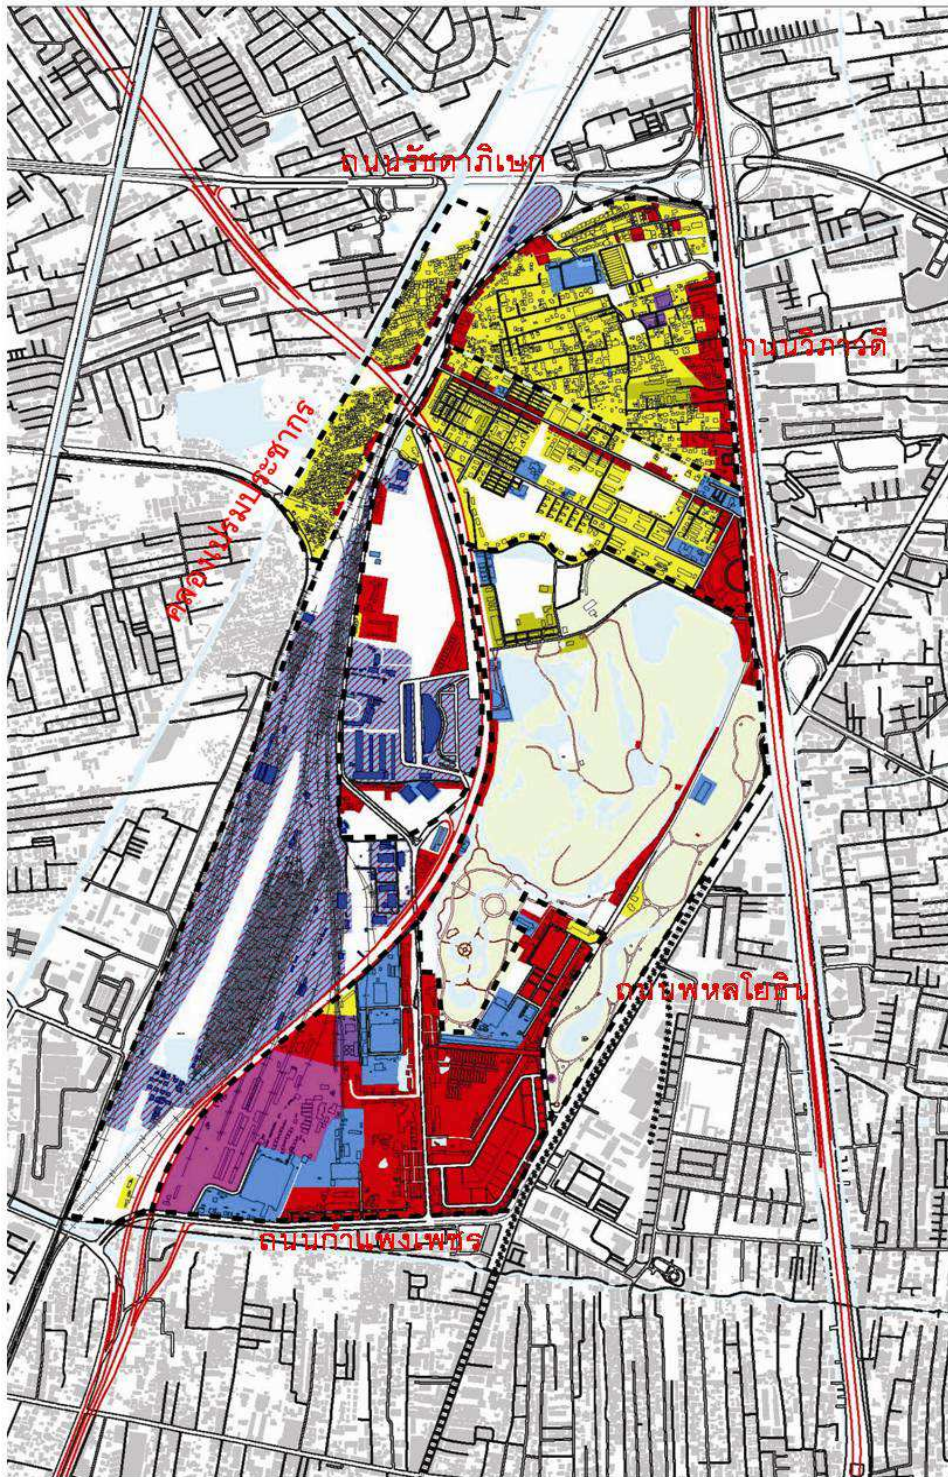 ถนนรัชดาภิเษก
ถนนวิภาวดี
คลองเปรมประชากร
ถนนพหลโยธิน
ถนนกำแพงเพชร